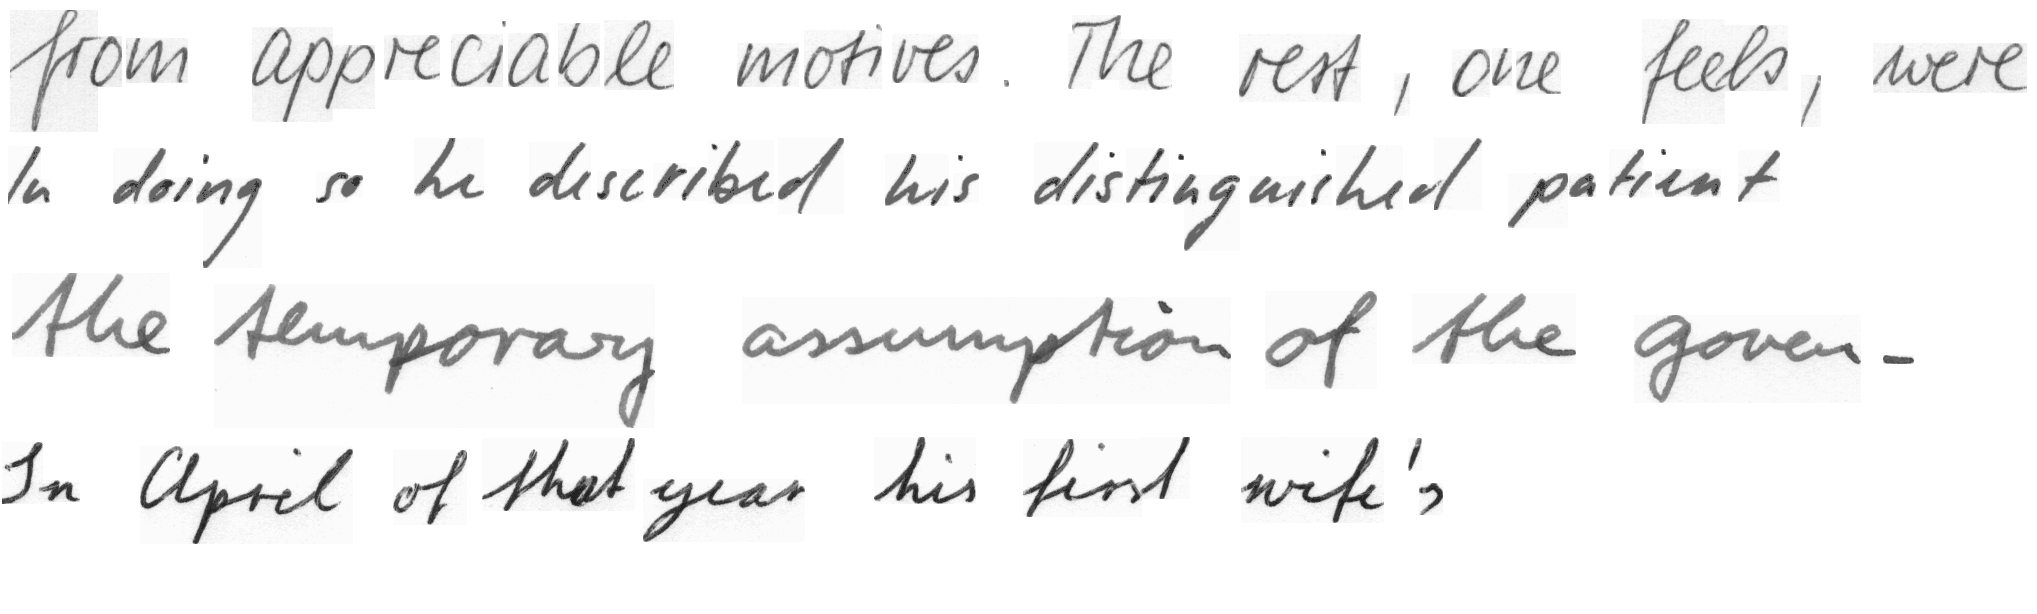 from appreciable motives. The rest, one feels, were
In doing so he described his distinguished patient
the temporary assumption of the goven-
In April of that year his first wife's